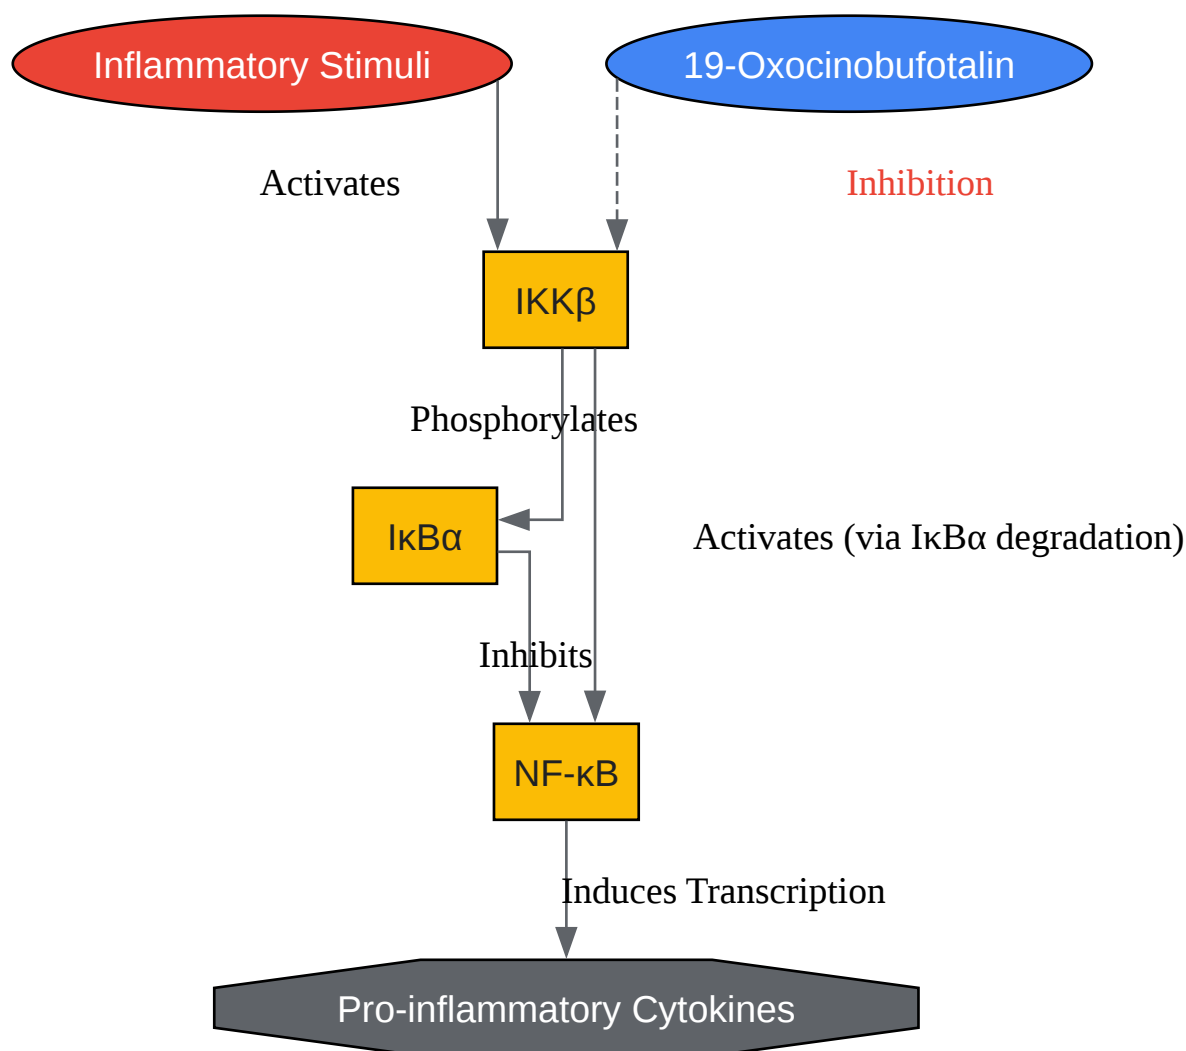 Inflammatory Stimuli
19-Oxocinobufotalin
Activates
Inhibition
IKKβ
Phosphorylates
IκBα
Activates (via IκBα degradation)
Inhibits
NF-κB
Induces Transcription
Pro-inflammatory Cytokines